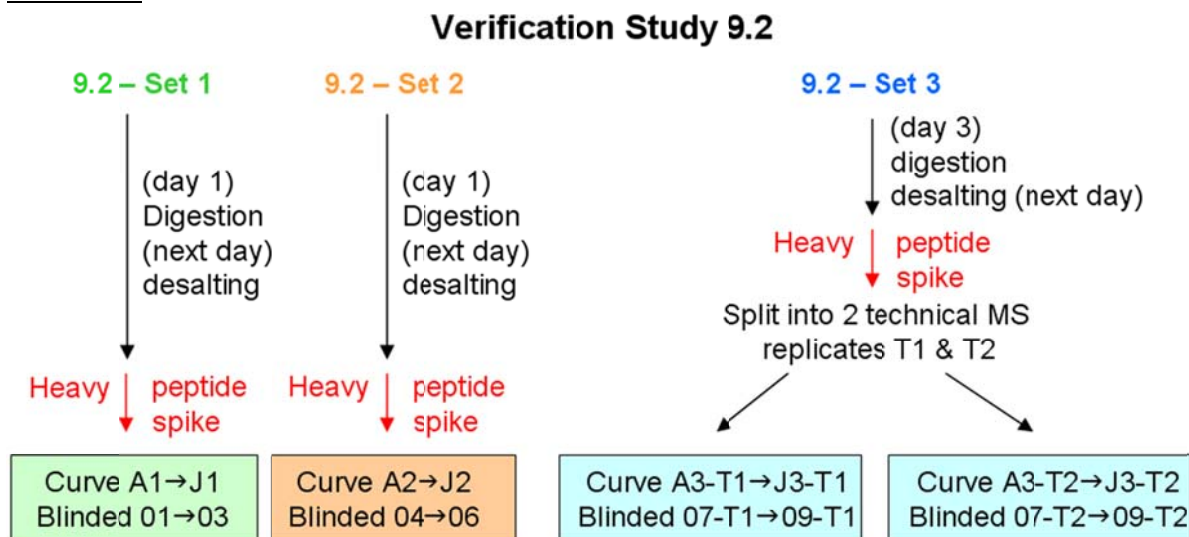 Verification Study 9.2
9.2 – Set 1
(day 1)
Digestion
(next day)
desalting
Heavy peptide
spike
Curve A1→J1
Blinded 01→03
9.2 – Set 2
(day 1)
Digestion
(next day)
desalting
Heavy peptide
spike
Curve A2→J2
Blinded 04→06
9.2 – Set 3
(day 3)
digestion
desalting (next day)
Heavy peptide
spike
Split into 2 technical MS
replicates T1 & T2
Curve A3-T1→J3-T1
Blinded 07-T1→09-T1
Curve A3-T2→J3-T2
Blinded 07-T2→09-T2